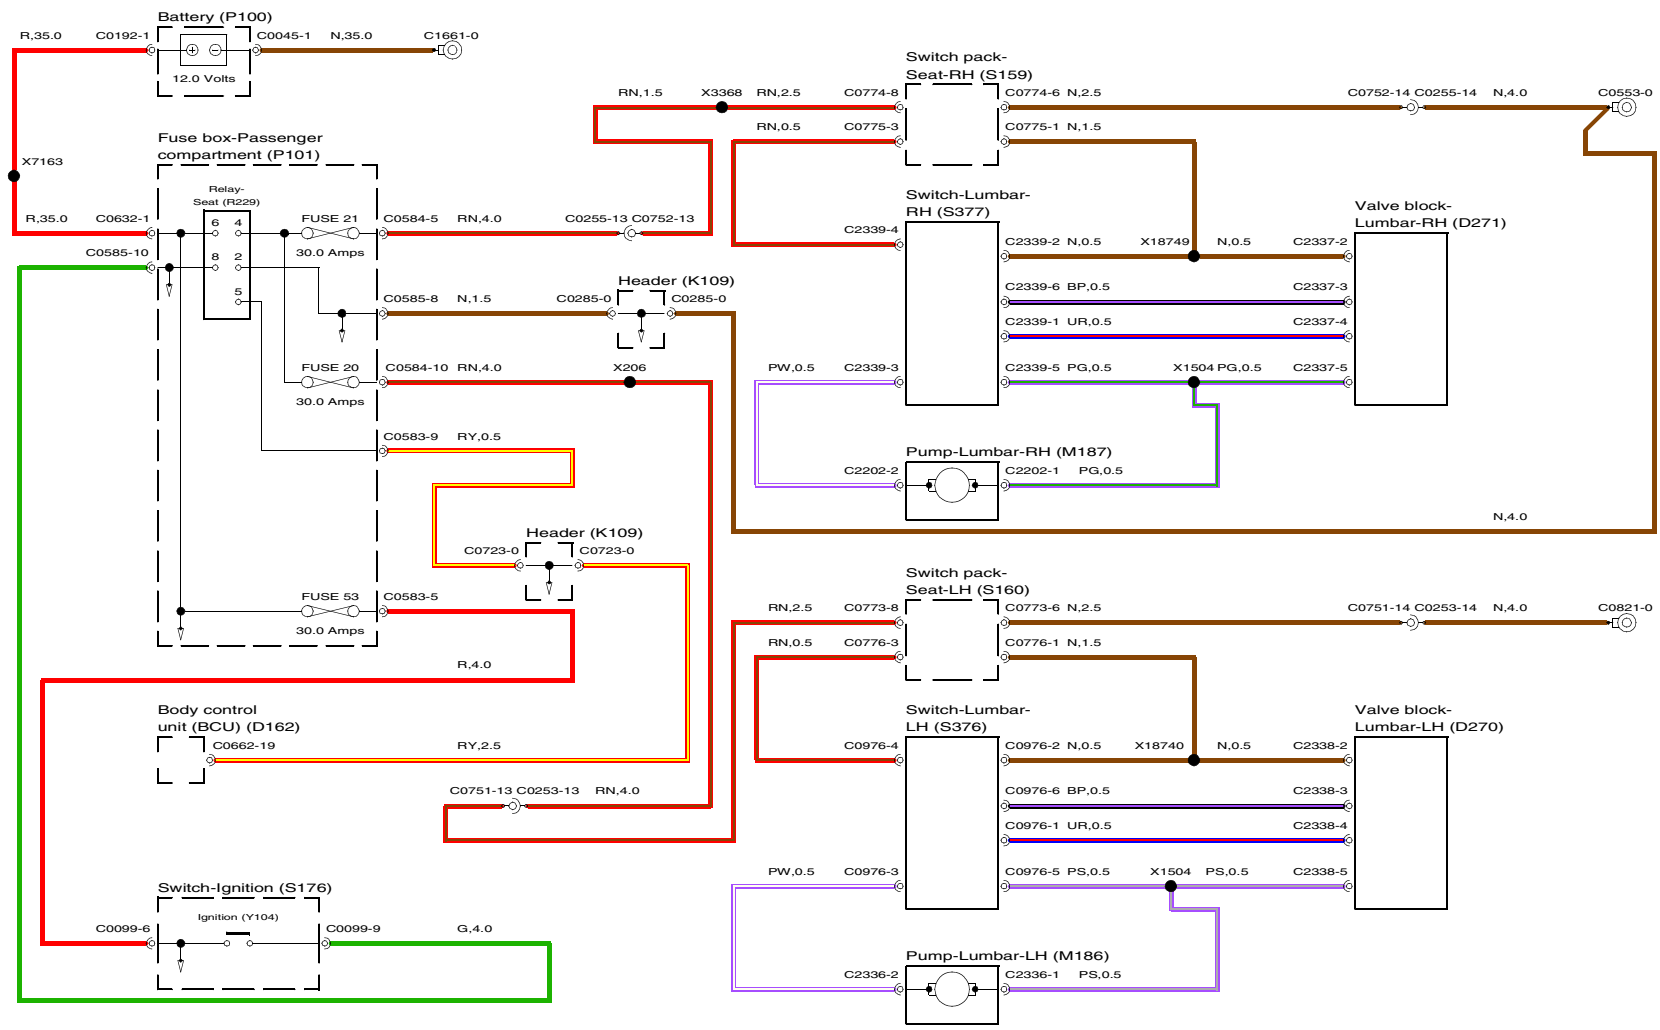 Battery (P100)
R,35.0 C0192-1 C0045-1 N,35.0 C1661-0
12.0 Volts
Fuse box-Passenger
compartment (P101)
X7163
Relay-
Seat (R229)
R,35.0 C0632-1 6 4 FUSE 21 C0584-5 RN,4.0 C0255-13 C0752-13
30.0 Amps
C0585-10 8 2
5 C0585-8 N,1.5 C0285-0 C0285-0
Header (K109)
FUSE 20 C0584-10 RN,4.0 X206
30.0 Amps
C0583-9 RY,0.5
Header (K109)
C0723-0 C0723-0
FUSE 53 C0583-5
30.0 Amps
R,4.0
Body control
unit (BCU) (D162)
C0662-19 RY,2.5
C0751-13 C0253-13 RN,4.0
Switch-Ignition (S176)
Ignition (Y104)
C0099-6 C0099-9 G,4.0
Switch pack-
Seat-RH (S159)
RN,1.5 X3368 RN,2.5 C0774-8 C0774-6 N,2.5 C0752-14 C0255-14 N,4.0 C0553-0
RN,0.5 C0775-3 C0775-1 N,1.5
Switch-Lumbar-
RH (S377)
Valve block-
Lumbar-RH (D271)
C2339-4
C2339-2 N,0.5 X18749 N,0.5 C2337-2
C2339-6 BP,0.5 C2337-3
C2339-1 UR,0.5 C2337-4
PW,0.5 C2339-3 C2339-5 PG,0.5 X1504 PG,0.5 C2337-5
Pump-Lumbar-RH (M187)
C2202-2 C2202-1 PG,0.5
N,4.0
Switch pack-
Seat-LH (S160)
RN,2.5 C0773-8 C0773-6 N,2.5 C0751-14 C0253-14 N,4.0 C0821-0
RN,0.5 C0776-3 C0776-1 N,1.5
Switch-Lumbar-
LH (S376)
Valve block-
Lumbar-LH (D270)
C0976-4 C0976-2 N,0.5 X18740 N,0.5 C2338-2
C0976-6 BP,0.5 C2338-3
C0976-1 UR,0.5 C2338-4
PW,0.5 C0976-3 C0976-5 PS,0.5 X1504 PS,0.5 C2338-5
Pump-Lumbar-LH (M186)
C2336-2 C2336-1 PS,0.5